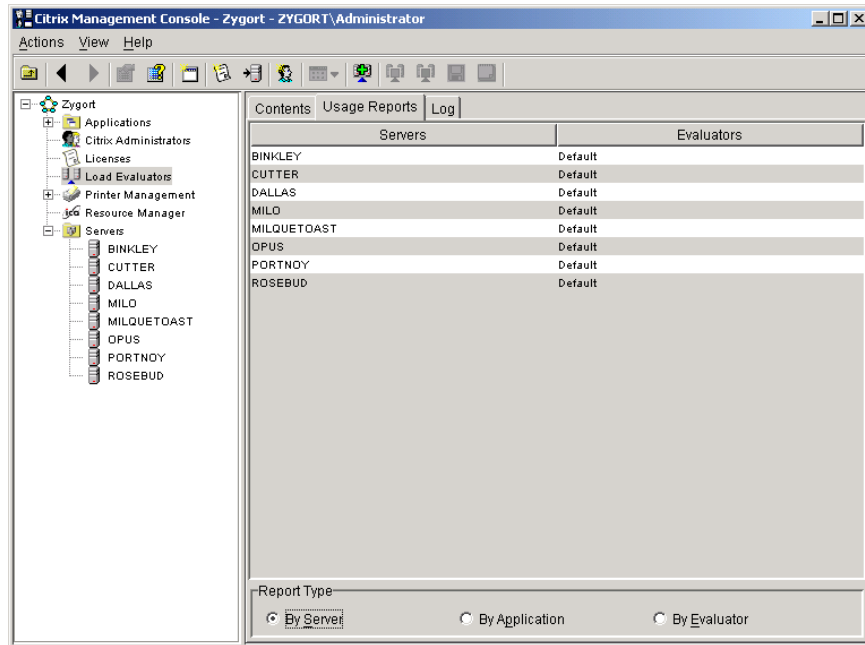 Citrix Management Console - Zygort - ZYGORT\Administrator
Actions View Help
Zygort
Applications
Citrix Administrators
Licenses
Load Evaluators
Printer Management
Resource Manager
Servers
BINKLEY
CUTTER
DALLAS
MILO
MILQUETOAST
OPUS
PORTNOY
ROSEBUD
Contents Usage Reports Log
Servers Evaluators
BINKLEY Default
CUTTER Default
DALLAS Default
MILO Default
MILQUETOAST Default
OPUS Default
PORTNOY Default
ROSEBUD Default
Report Type
By Server By Application By Evaluator